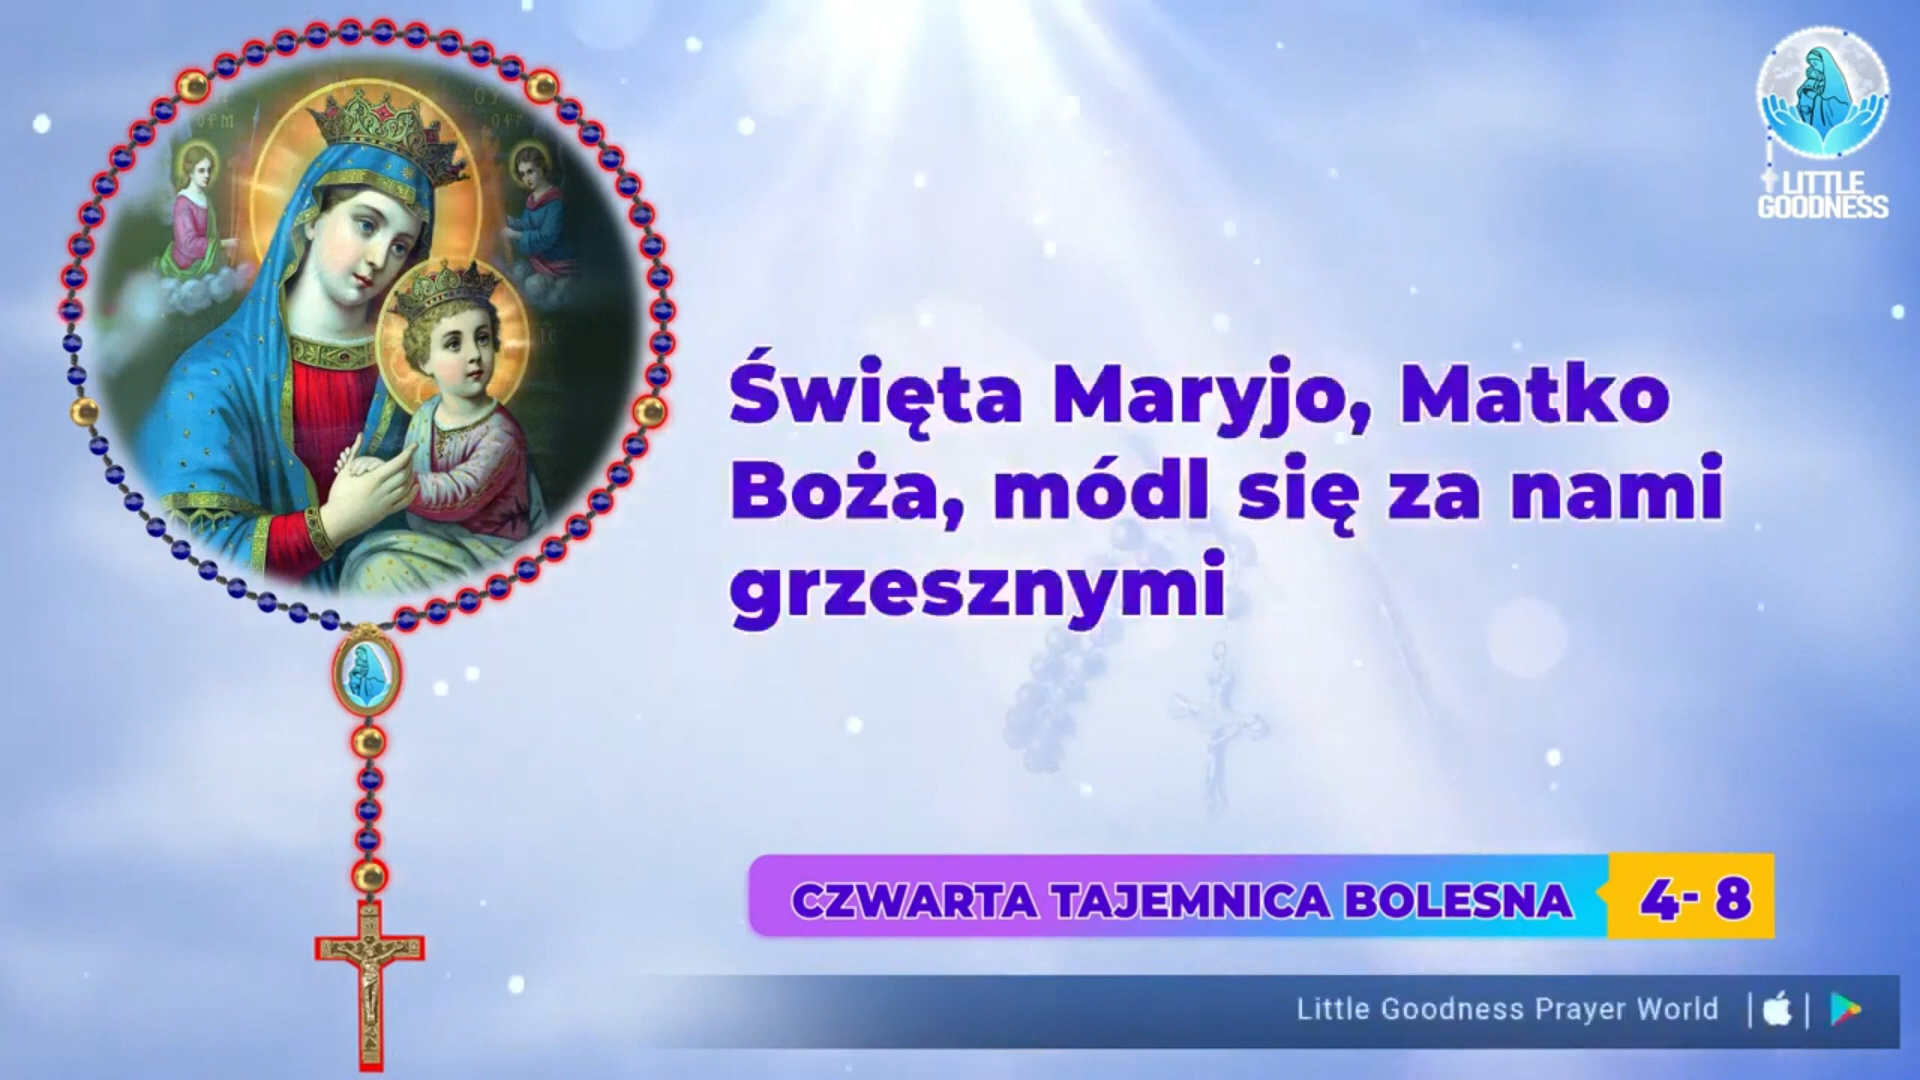 LITTLE
GOODNESS
Święta Maryjo, Matko
Boża, módl się za nami
grzesznymi
CZWARTA TAJEMNICA BOLESNA 4- 8
Little Goodness Prayer World